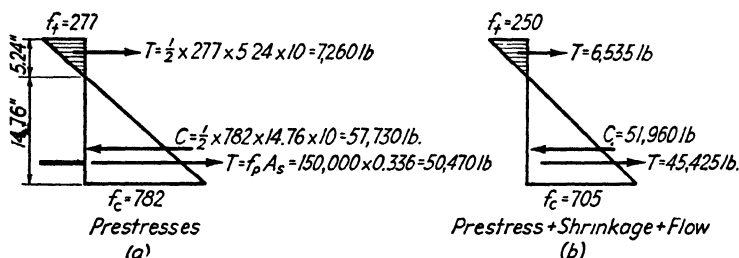 fₜ=277
5.24"
T=½×277×5 24×10=7,260 lb
14.76"
C=½×782×14.76×10=57,730 lb.
T=fₚAₛ=150,000×0.336=50,470 lb
f_c=782
Prestresses
(a)
fₜ=250
T=6,535 lb
C=51,960 lb
T=45,425 lb.
f_c=705
Prestress+Shrinkage+Flow
(b)